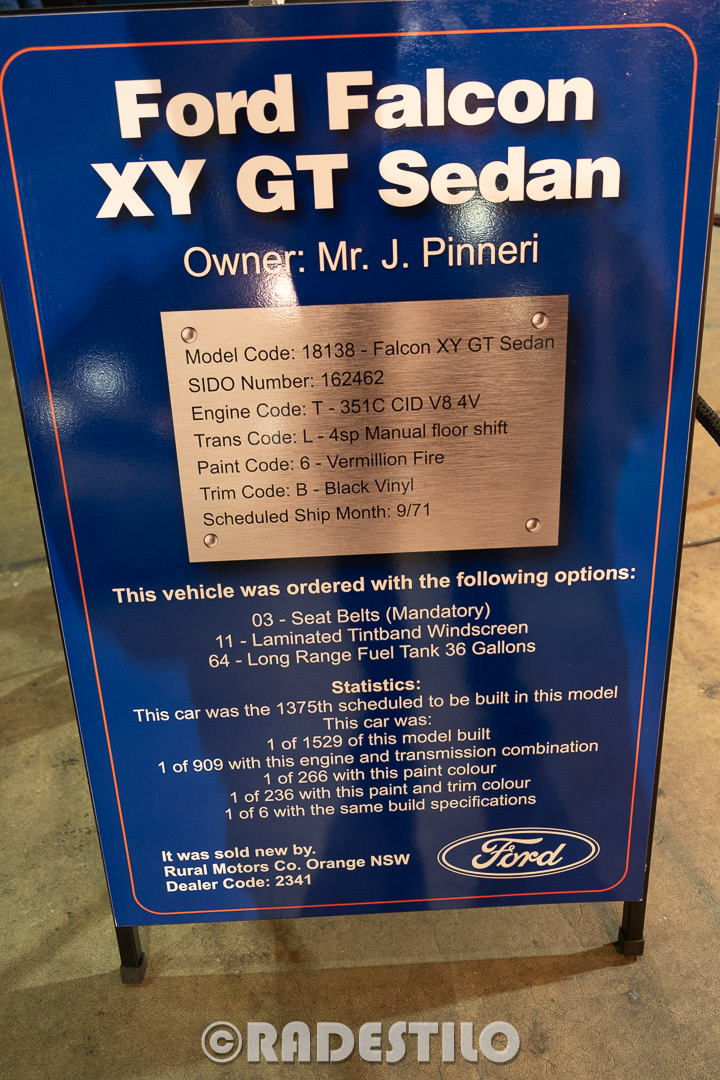 Ford Falcon
XY GT Sedan
Owner: Mr. J. Pinneri
Model Code: 18138 - Falcon XY GT Sedan
SIDO Number: 162462
Engine Code: T - 351C CID V8 4V
Trans Code: L - 4sp Manual floor shift
Paint Code: 6 - Vermillion Fire
Trim Code: B - Black Vinyl
Scheduled Ship Month: 9/71
This vehicle was ordered with the following options:
03 - Seat Belts (Mandatory)
11 - Laminated Tintband Windscreen
64 - Long Range Fuel Tank 36 Gallons
Statistics:
This car was the 1375th scheduled to be built in this model
This car was:
1 of 1529 of this model built
1 of 909 with this engine and transmission combination
1 of 266 with this paint colour
1 of 236 with this paint and trim colour
1 of 6 with the same build specifications
It was sold new by.
Rural Motors Co. Orange NSW
Dealer Code: 2341
Ford
©RADESTILO